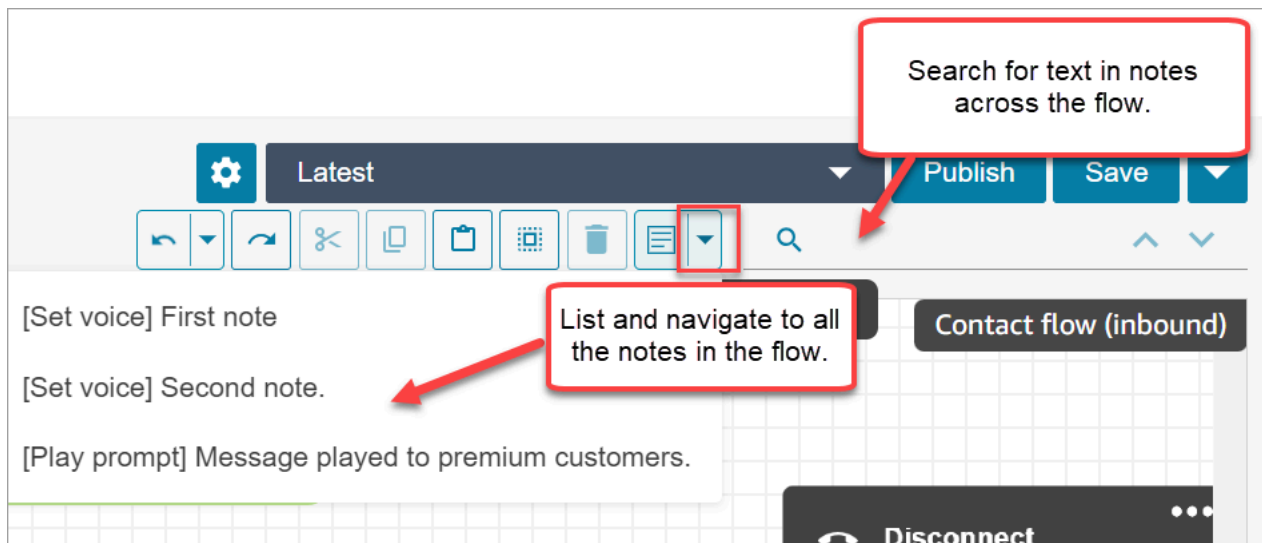 Search for text in notes
across the flow.
Latest
Publish
Save
[Set voice] First note
List and navigate to all
the notes in the flow.
Contact flow (inbound)
[Set voice] Second note.
[Play prompt] Message played to premium customers.
Disconnect